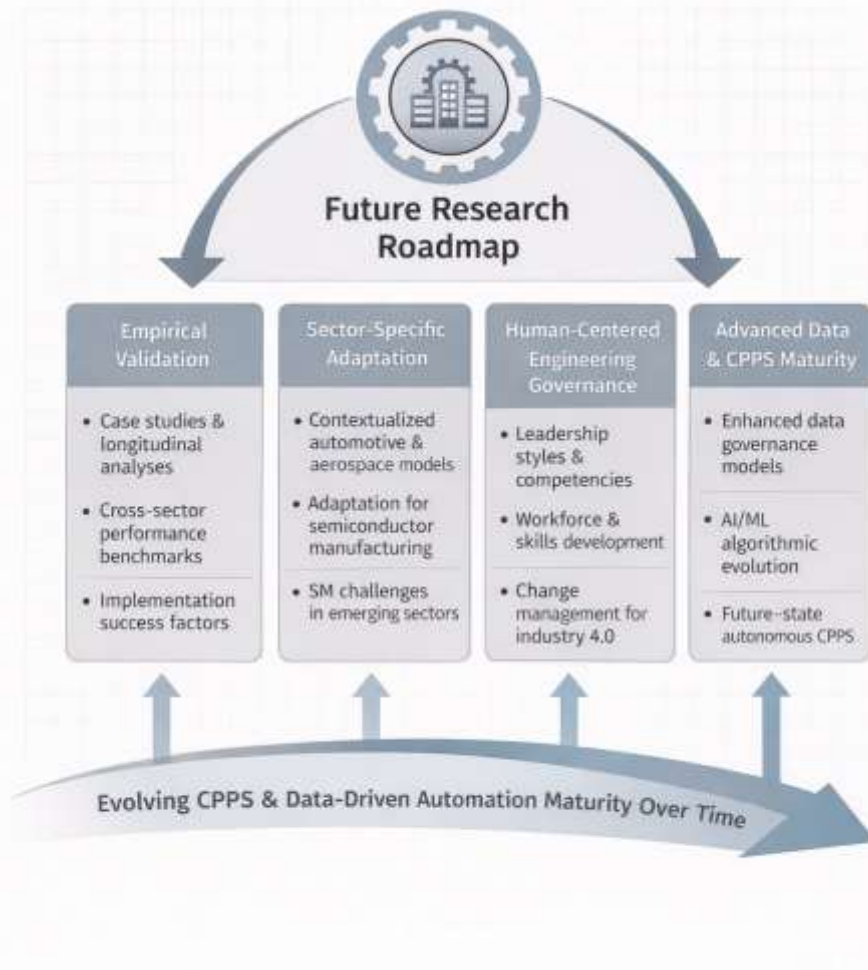 Future Research
Roadmap
Empirical
Validation
• Case studies &
longitudinal
analyses
• Cross-sector
performance
benchmarks
• Implementation
success factors
Sector-Specific
Adaptation
• Contextualized
automotive &
aerospace models
• Adaptation for
semiconductor
manufacturing
• SM challenges
in emerging sectors
Human-Centered
Engineering
Governance
• Leadership
styles &
competencies
• Workforce &
skills development
• Change
management for
industry 4.0
Advanced Data
& CPPS Maturity
• Enhanced data
governance
models
• AI/ML
algorithmic
evolution
• Future-state
autonomous CPPS
Evolving CPPS & Data-Driven Automation Maturity Over Time